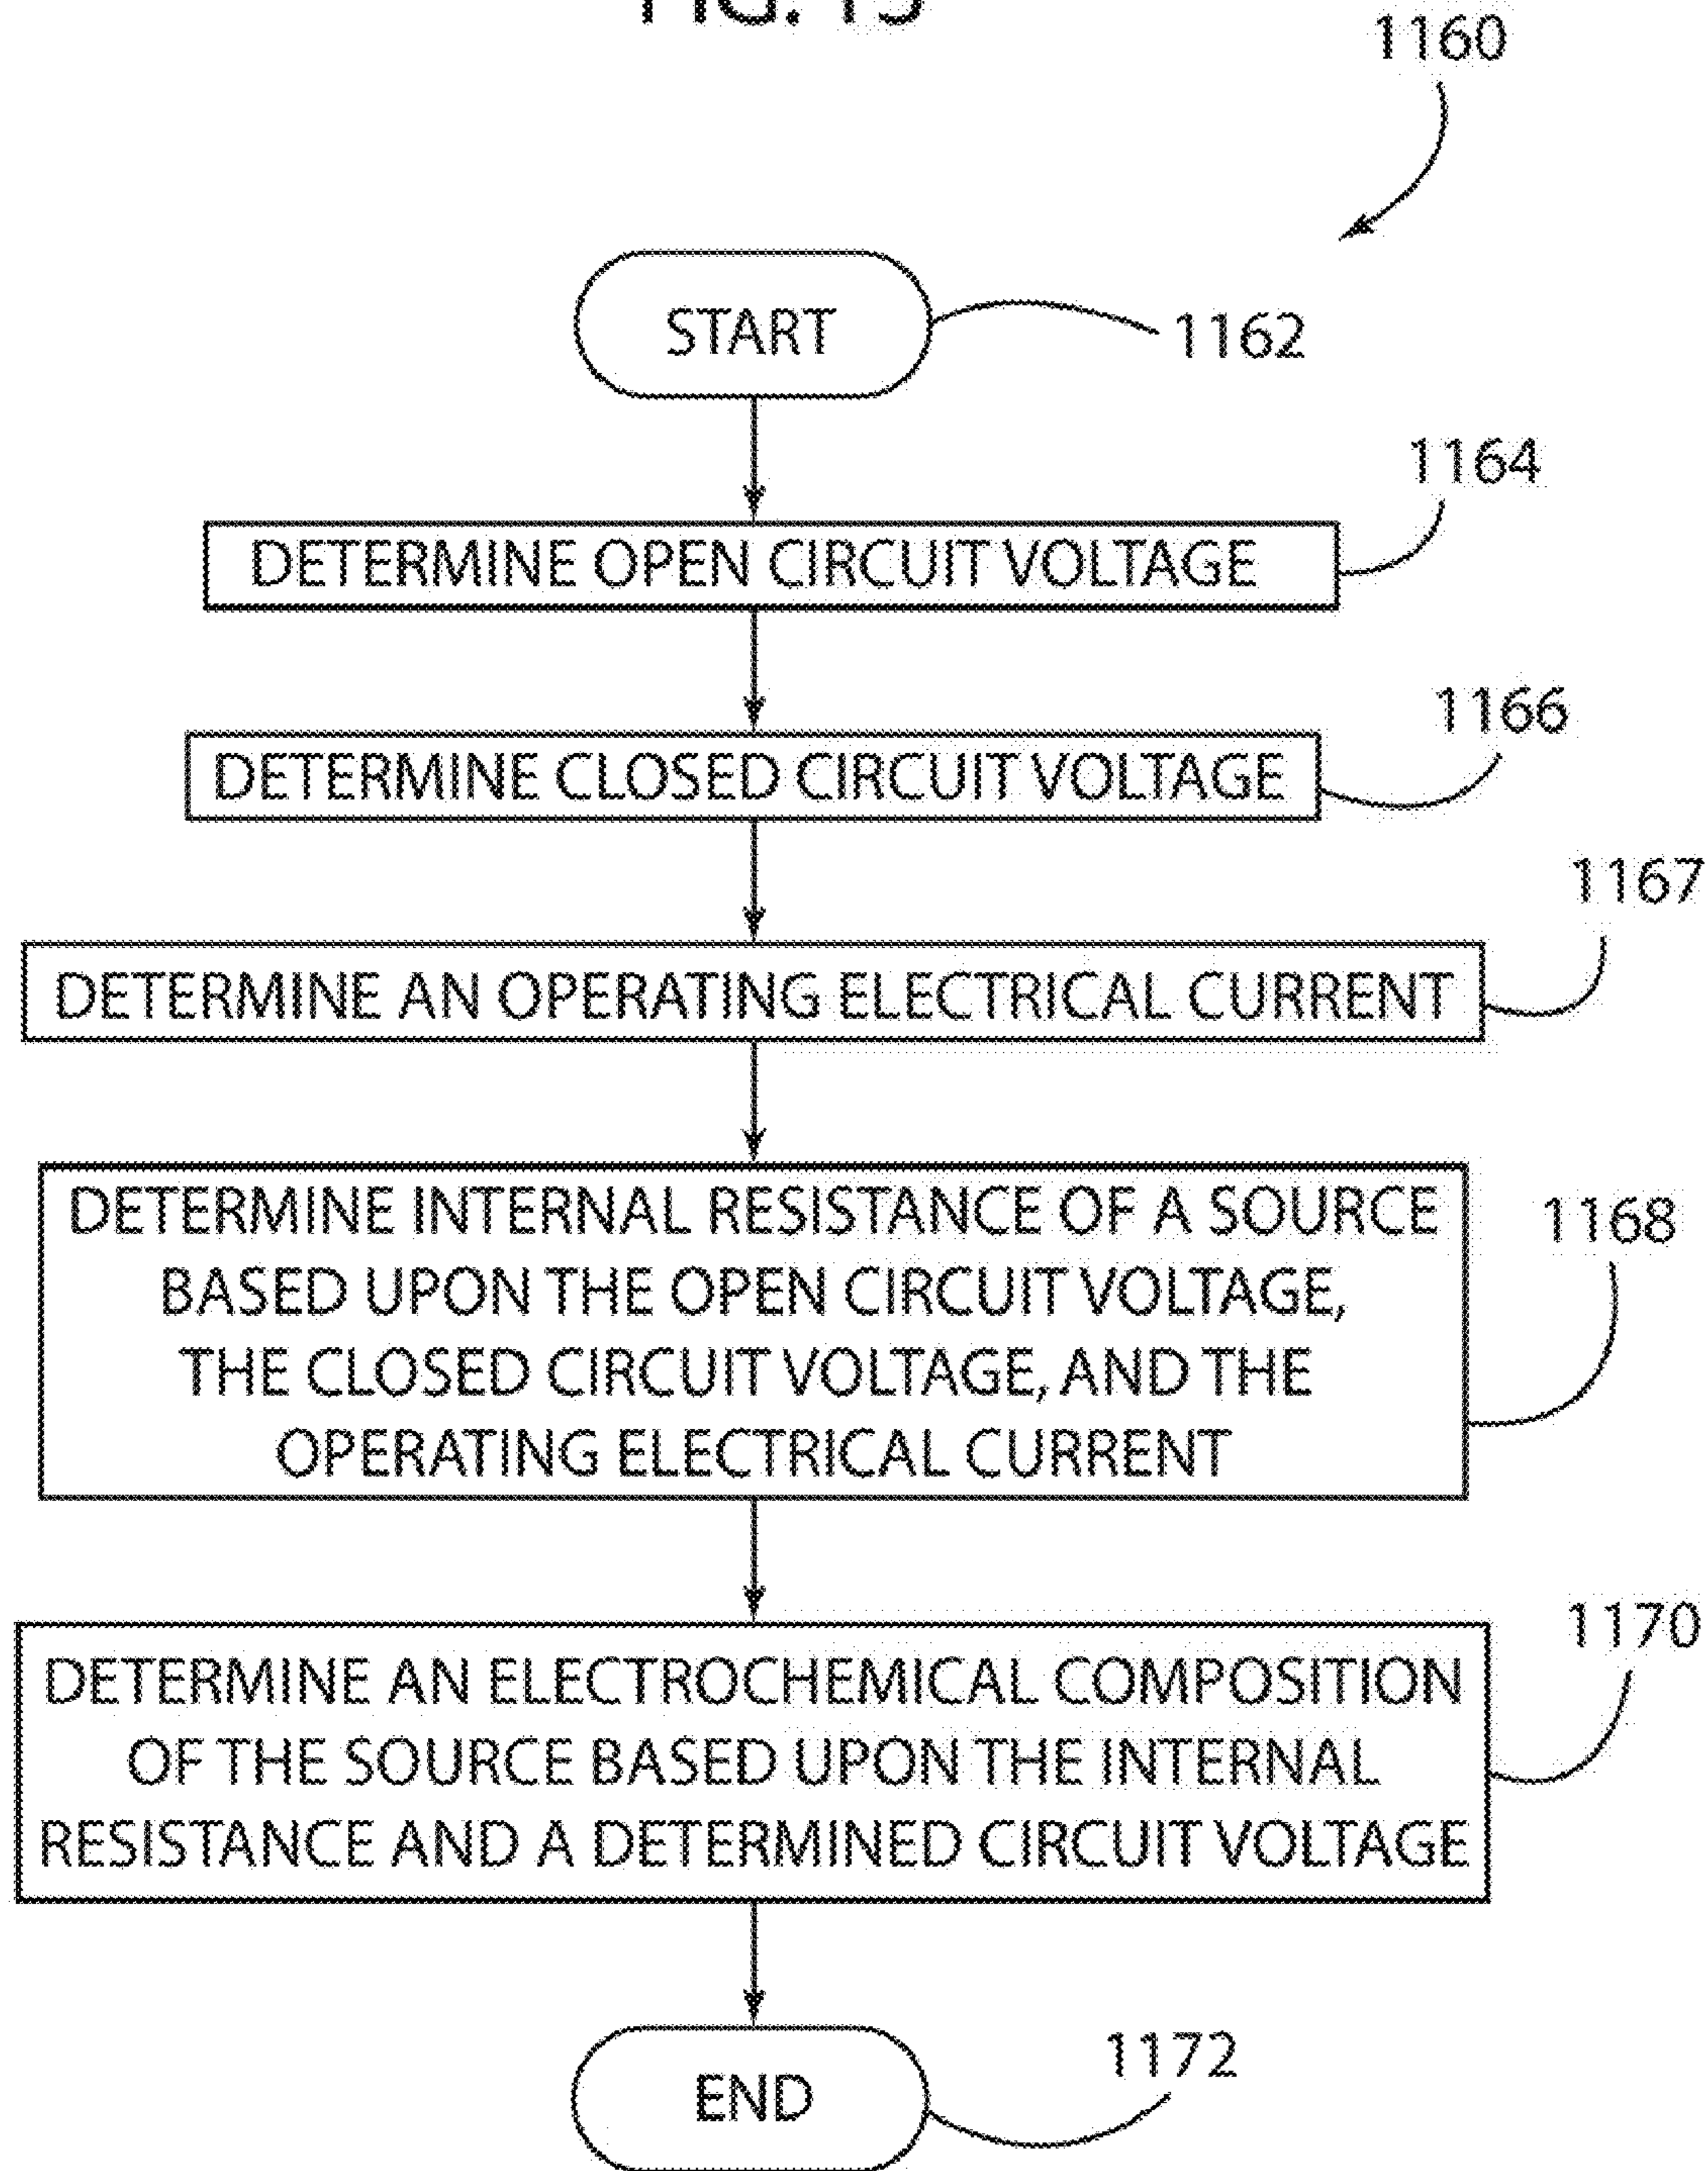 FIG.
1160
START
1162
1164
DETERMINE OPEN CIRCUIT VOLTAGE
1166
DETERMINE CLOSED CIRCUIT VOLTAGE
1167
DETERMINE AN OPERATING ELECTRICAL CURRENT
DETERMINE INTERNAL RESISTANCE OF A SOURCE
1168
BASED UPON THE OPEN CIRCUIT VOLTAGE,
THE CLOSED CIRCUIT VOLTAGE, AND THE
OPERATING ELECTRICAL CURRENT
1170
DETERMINE AN ELECTROCHEMICAL COMPOSITION
OF THE SOURCE BASED UPON THE INTERNAL
RESISTANCE AND A DETERMINED CIRCUIT VOLTAGE
1172
END